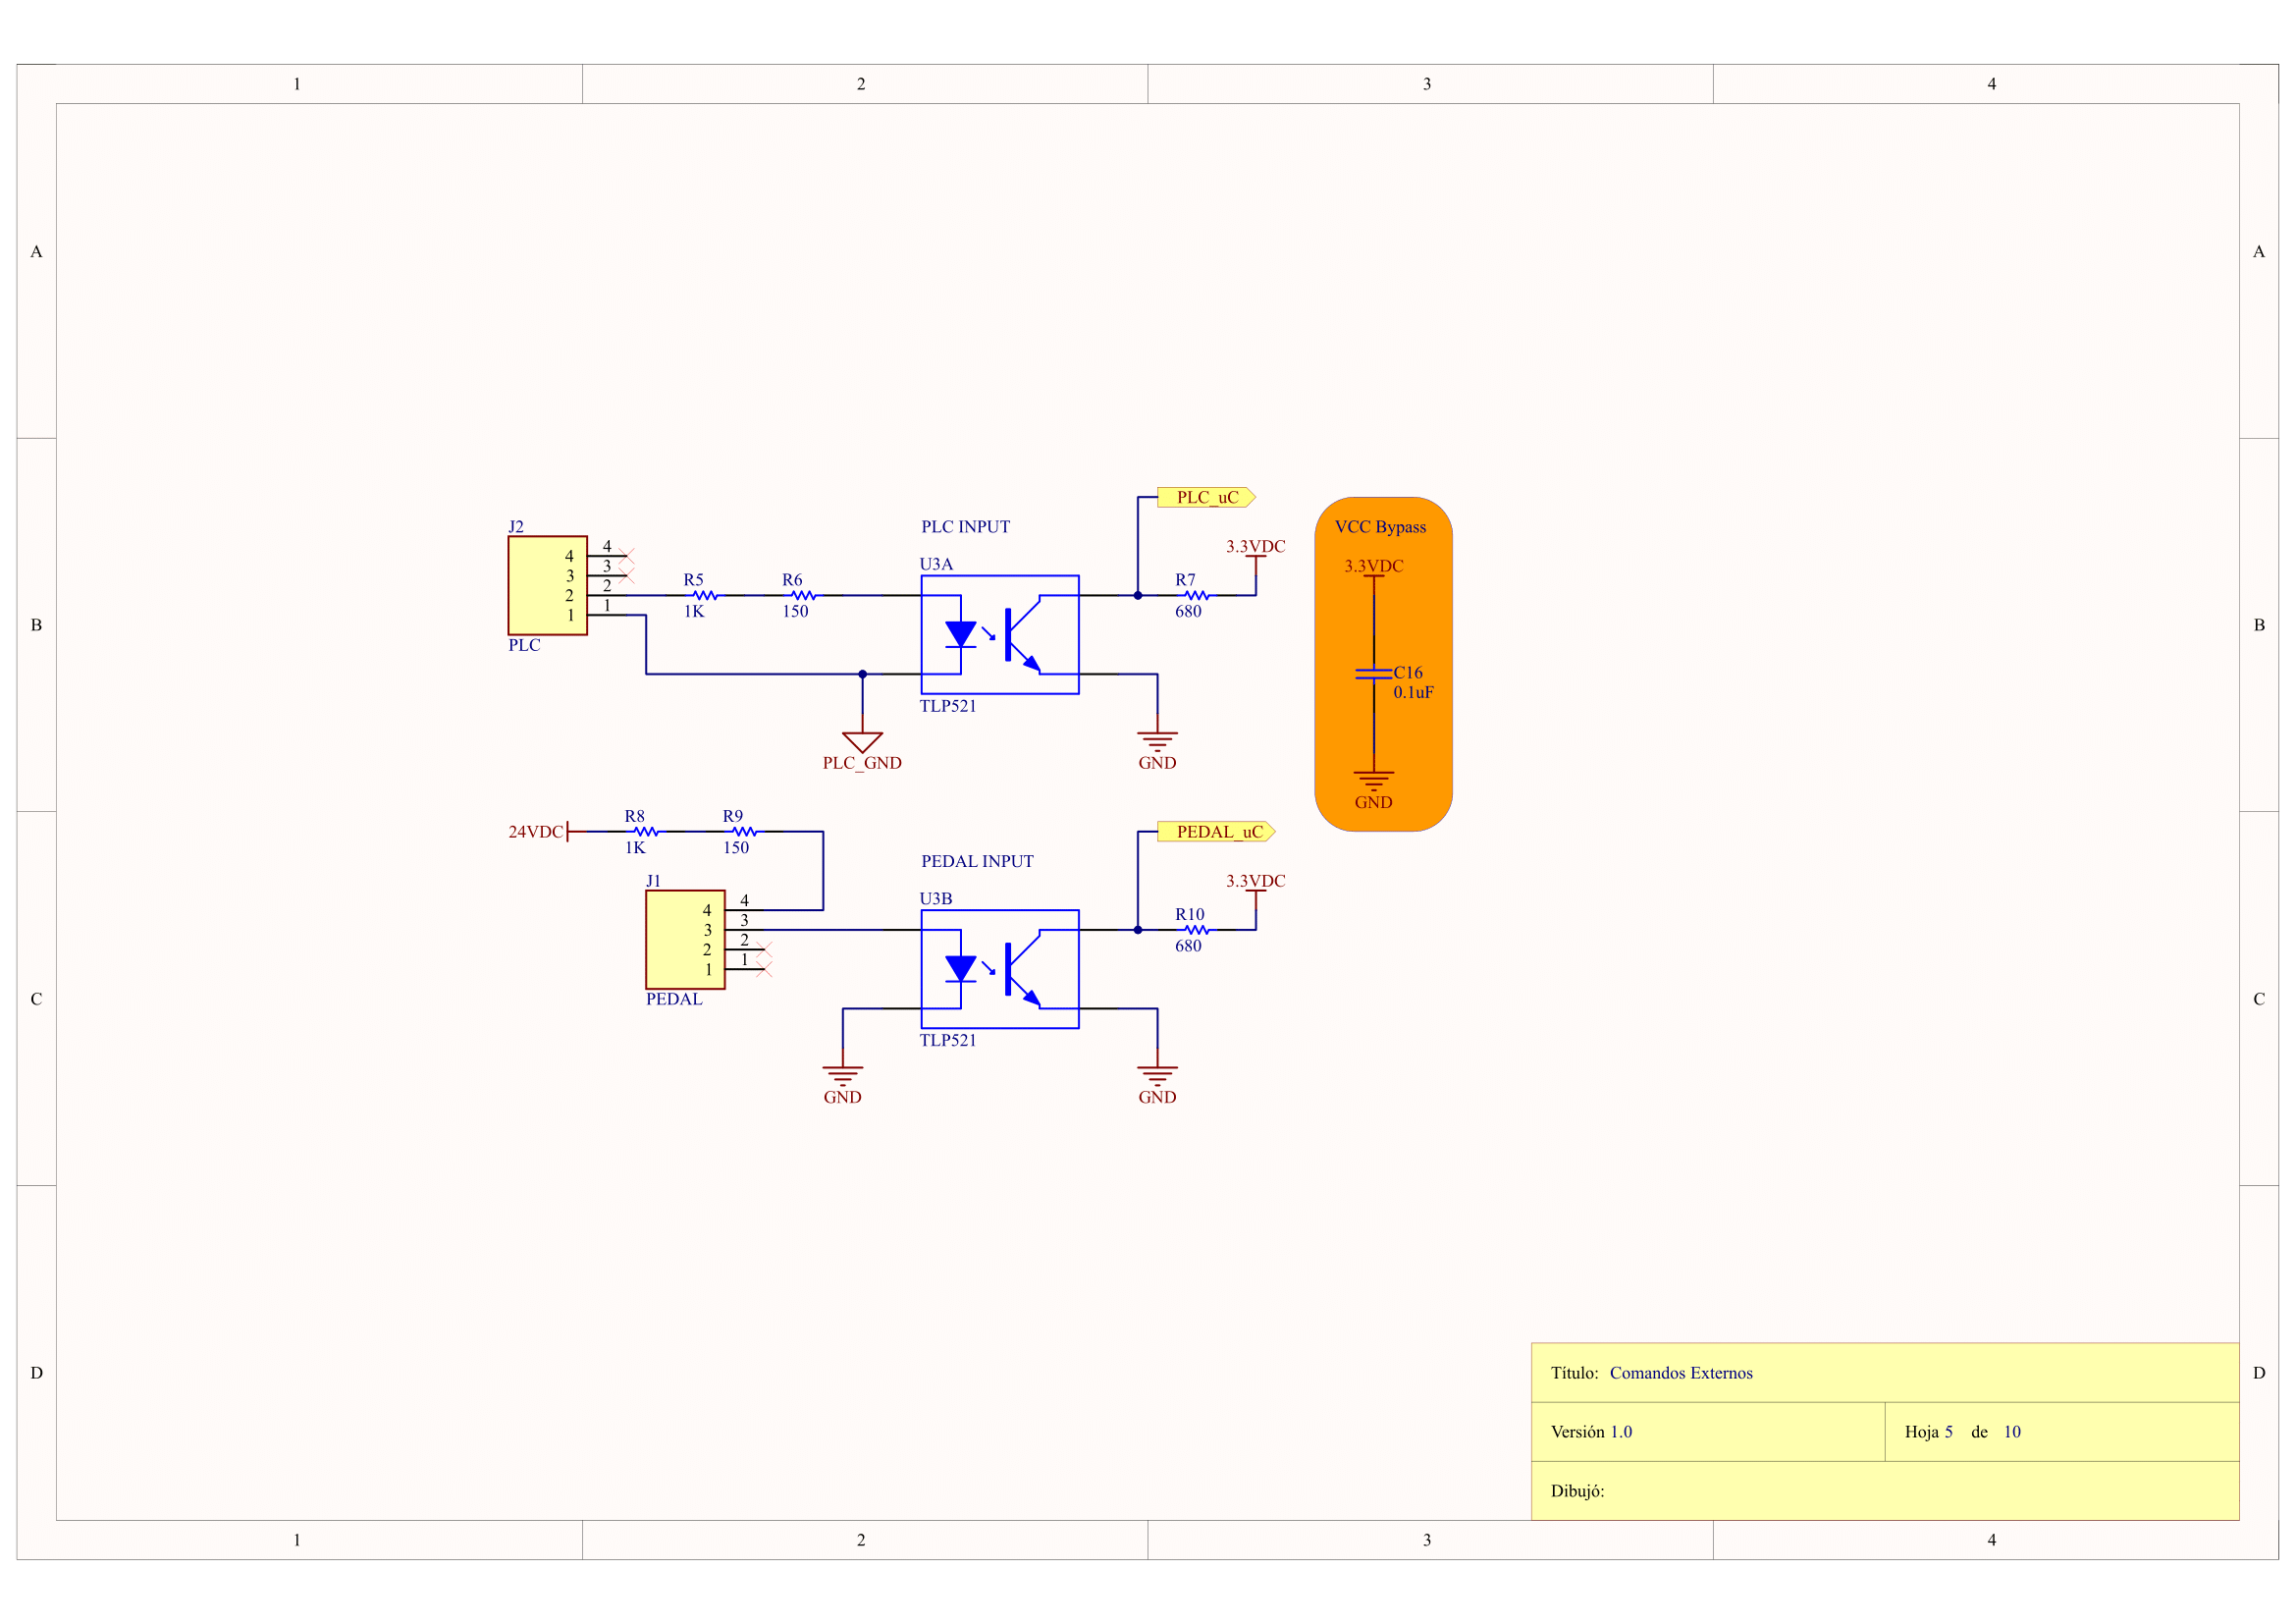 1 2 3 4
A A
B B
C C
D D
PLC_uC
J2
PLC INPUT
VCC Bypass
4 4
3 3
2 2
1 1
PLC
R5
1K
R6
150
U3A
TLP521
3.3VDC
R7
680
3.3VDC
C16
0.1uF
GND
PLC_GND
GND
24VDC
R8
1K
R9
150
PEDAL_uC
PEDAL INPUT
J1
4 4
3 3
2 2
1 1
PEDAL
U3B
TLP521
3.3VDC
R10
680
GND
GND
Título: Comandos Externos
Versión 1.0
Hoja 5 de 10
Dibujó:
1 2 3 4